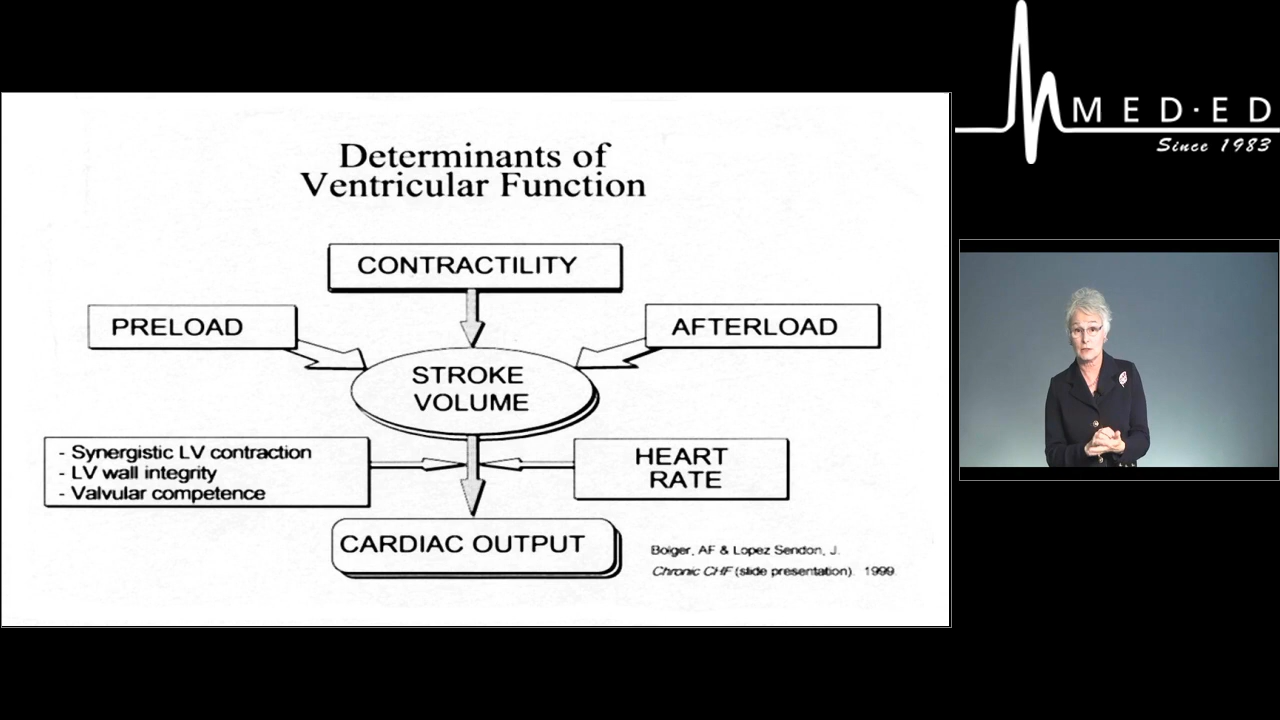 MED·ED
Since 1983
Determinants of
Ventricular Function
CONTRACTILITY
PRELOAD
AFTERLOAD
STROKE
VOLUME
- Synergistic LV contraction
- LV wall integrity
- Valvular competence
HEART
RATE
CARDIAC OUTPUT
Bolger, AF & Lopez Sendon, J.
Chronic CHF (slide presentation). 1999.